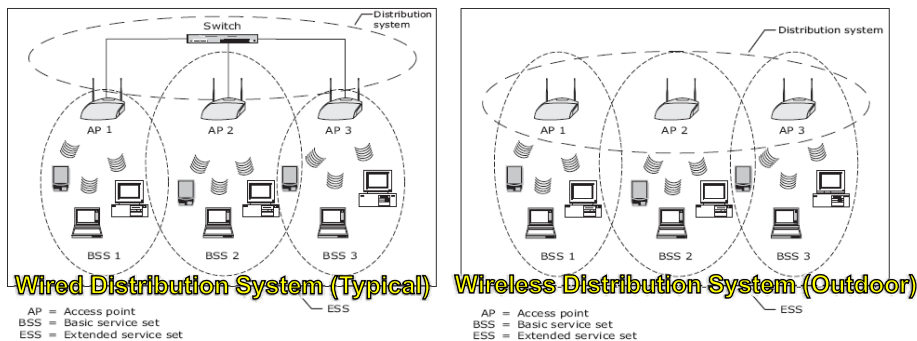 Distribution
system
Switch
AP 1
AP 2
AP 3
BSS 1
BSS 2
BSS 3
Wired Distribution System (Typical)
ESS
AP = Access point
BSS = Basic service set
ESS = Extended service set
Distribution system
AP 1
AP 2
AP 3
BSS 1
BSS 2
BSS 3
Wireless Distribution System (Outdoor)
ESS
AP = Access point
BSS = Basic service set
ESS = Extended service set